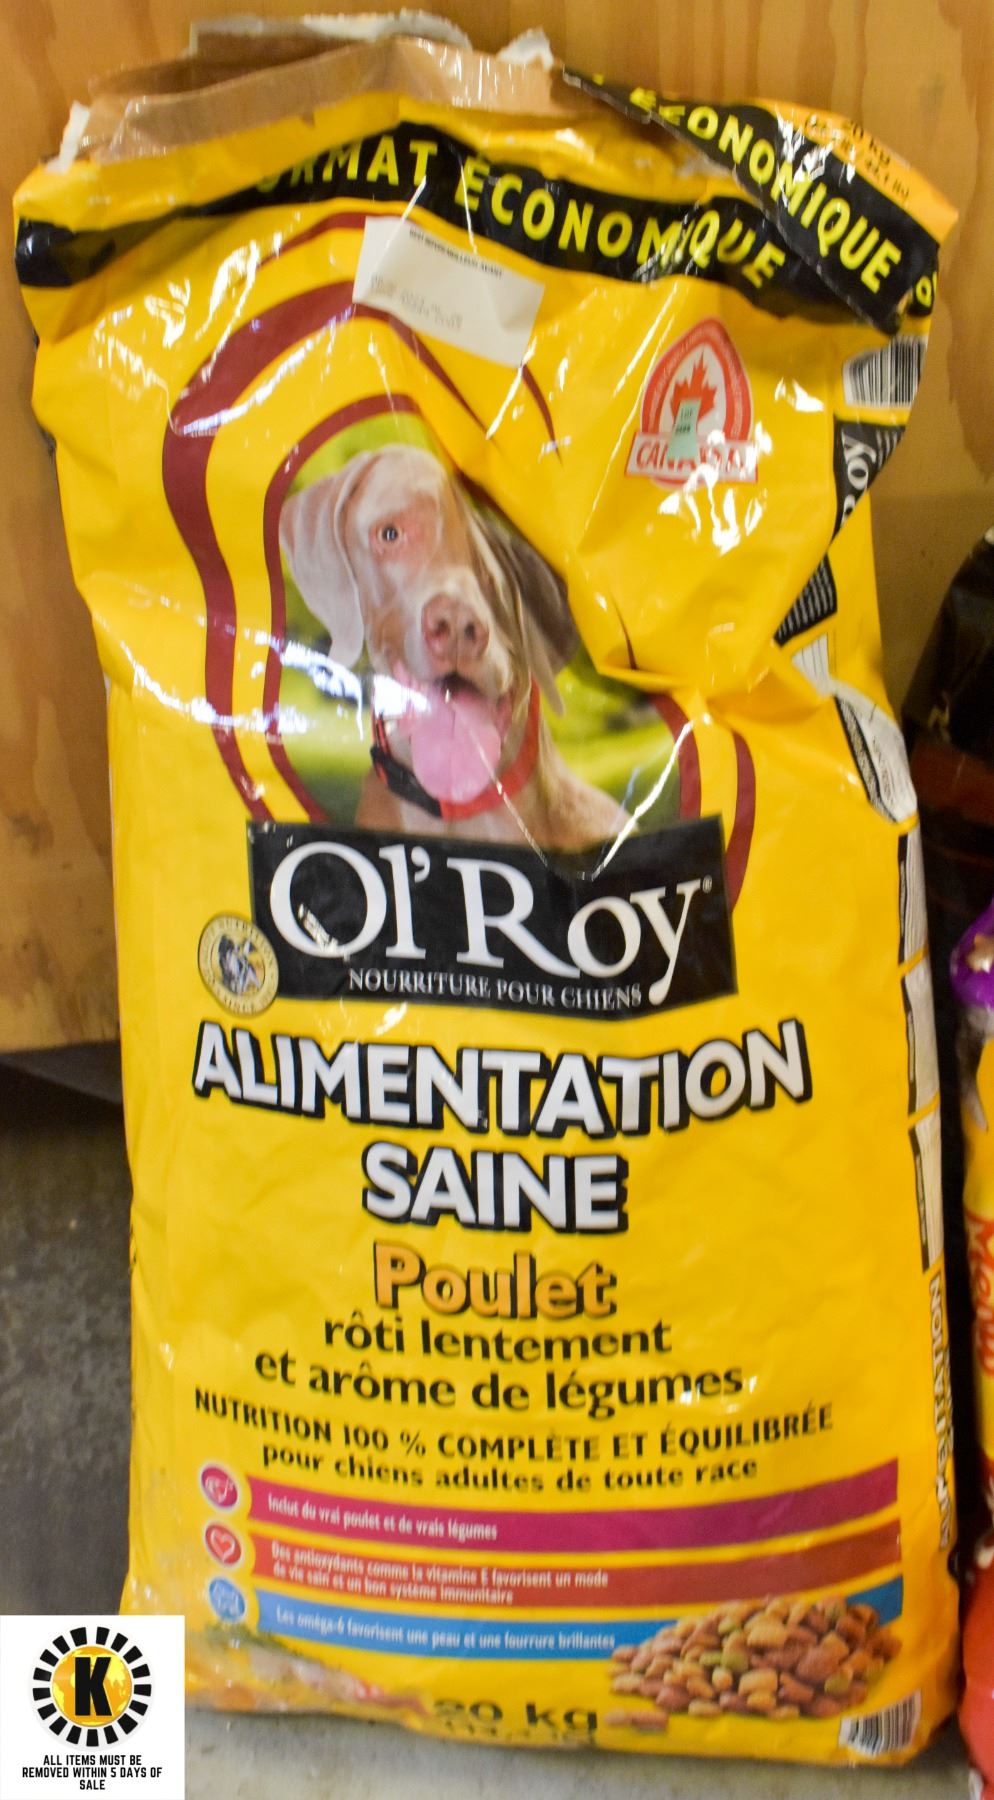 ÉCONOMIQUE
FORMAT ÉCONOMIQUE
20 kg
Ol' Roy
NOURRITURE POUR CHIENS
ALIMENTATION
SAINE
Poulet
rôti lentement
et arôme de légumes
NUTRITION 100 % COMPLÈTE ET ÉQUILIBRÉE
pour chiens adultes de toute race
Inclut du vrai poulet et de vrais légumes
Des antioxydants comme la vitamine E favorisent un mode
de vie sain et un bon système immunitaire
Les oméga-6 favorisent une peau et une fourrure brillantes
20 kg
ALIMENTATION
K
ALL ITEMS MUST BE
REMOVED WITHIN 5 DAYS OF
SALE